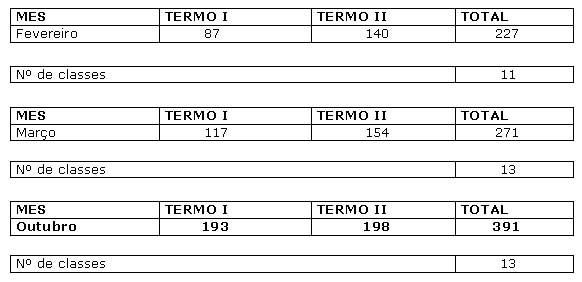 MES TERMO I TERMO II TOTAL
Fevereiro 87 140 227
Nº de classes 11
MES TERMO I TERMO II TOTAL
Março 117 154 271
Nº de classes 13
MES TERMO I TERMO II TOTAL
Outubro 193 198 391
Nº de classes 13